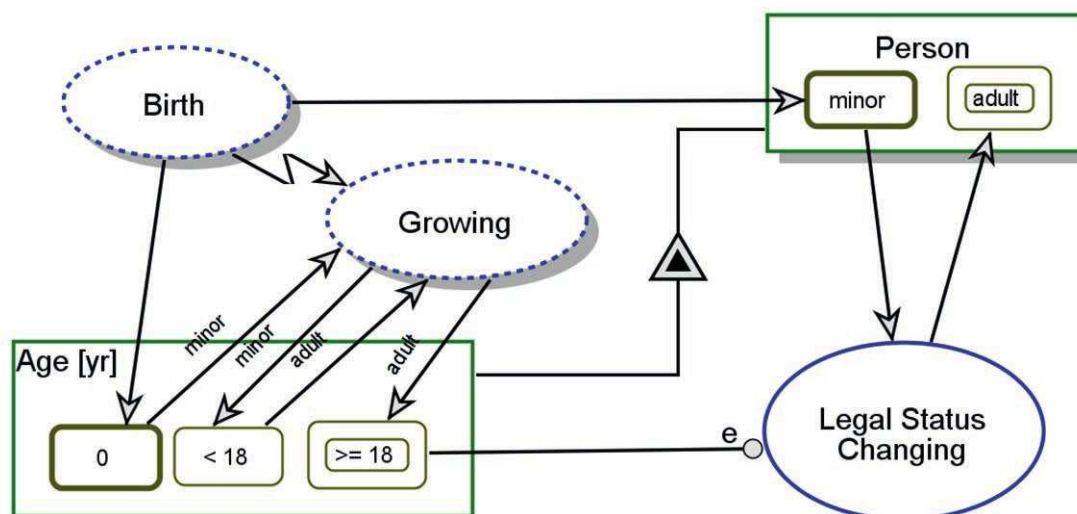 Person
Birth
minor
adult
Growing
minor
minor
adult
adult
Age [yr]
0
< 18
>= 18
e
Legal Status
Changing